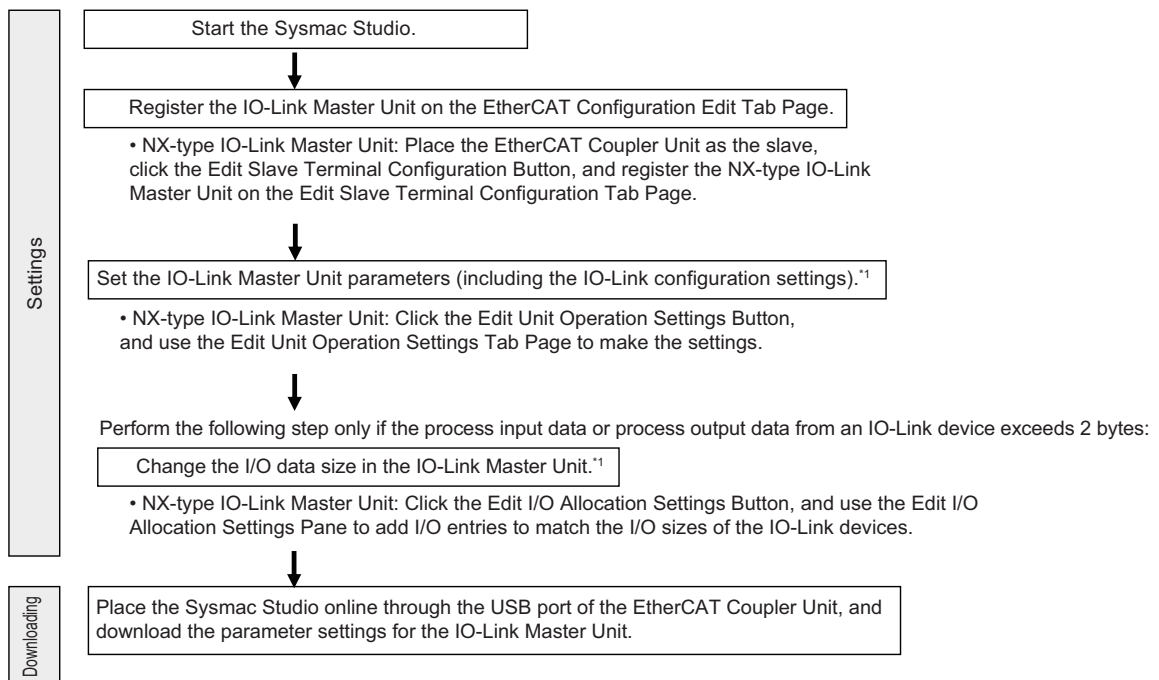 Settings
Start the Sysmac Studio.
Register the IO-Link Master Unit on the EtherCAT Configuration Edit Tab Page.
• NX-type IO-Link Master Unit: Place the EtherCAT Coupler Unit as the slave,
click the Edit Slave Terminal Configuration Button, and register the NX-type IO-Link
Master Unit on the Edit Slave Terminal Configuration Tab Page.
Set the IO-Link Master Unit parameters (including the IO-Link configuration settings).*1
• NX-type IO-Link Master Unit: Click the Edit Unit Operation Settings Button,
and use the Edit Unit Operation Settings Tab Page to make the settings.
Perform the following step only if the process input data or process output data from an IO-Link device exceeds 2 bytes:
Change the I/O data size in the IO-Link Master Unit.*1
• NX-type IO-Link Master Unit: Click the Edit I/O Allocation Settings Button, and use the Edit I/O
Allocation Settings Pane to add I/O entries to match the I/O sizes of the IO-Link devices.
Downloading
Place the Sysmac Studio online through the USB port of the EtherCAT Coupler Unit, and
download the parameter settings for the IO-Link Master Unit.